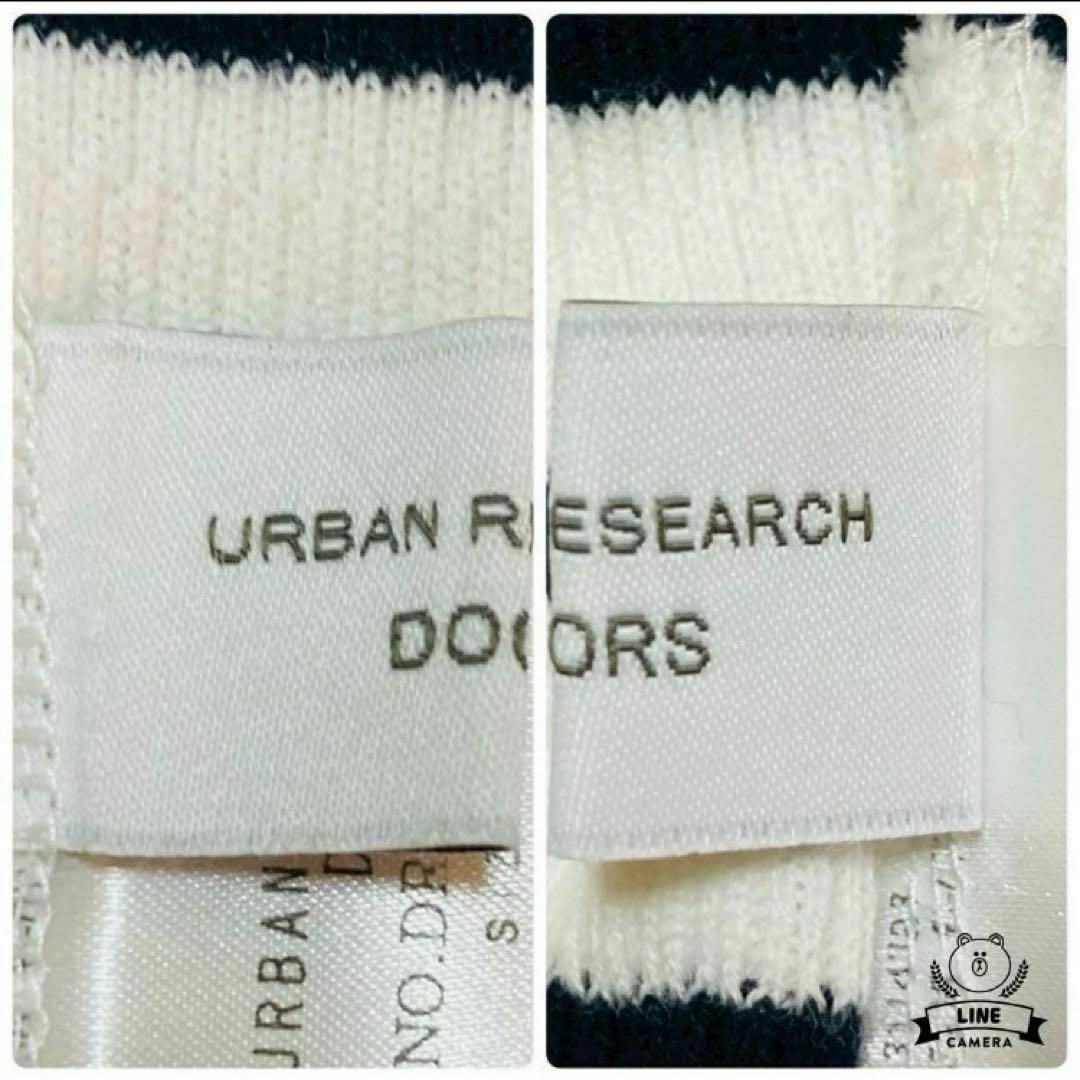 URBAN RESEARCH
DOORS
URBAN
D
NO.DR
S
LINE
CAMERA